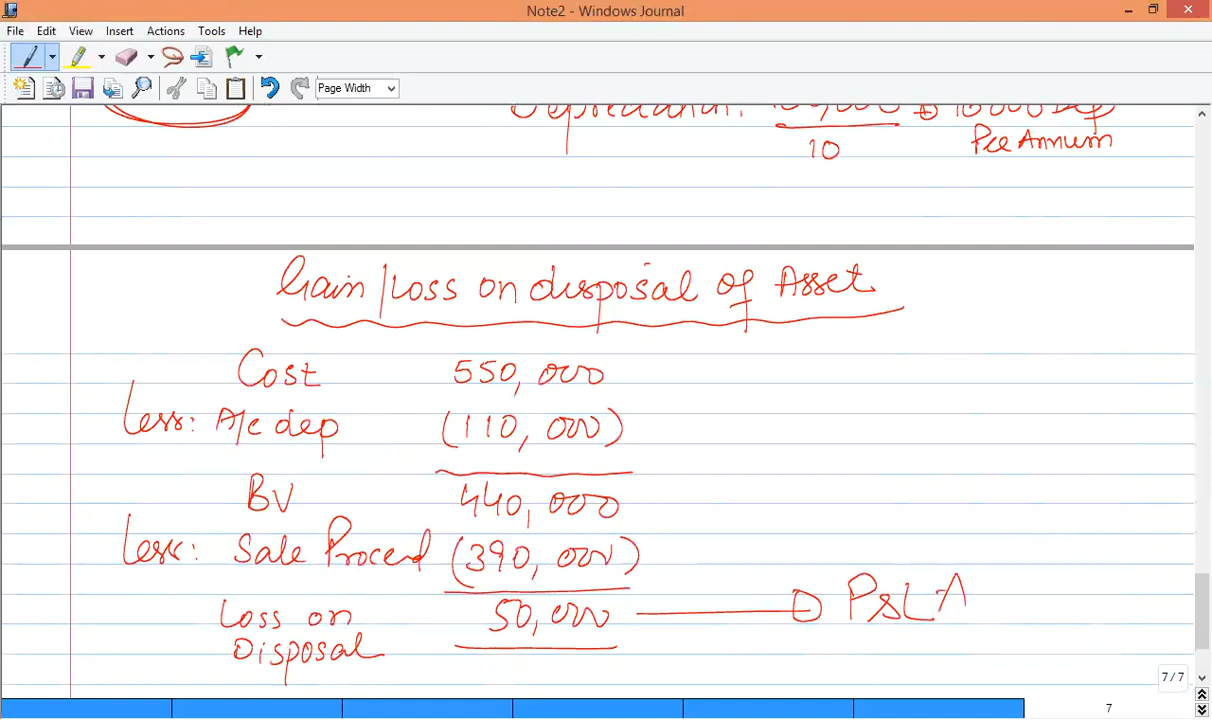 Note2 - Windows Journal
File Edit View Insert Actions Tools Help
Page Width
Depreciation:
10
Per Annum
Gain/Loss on disposal of Asset
Cost 550,000
Less: A/c dep (110,000)
BV 440,000
Less: Sale Proceed (390,000)
Loss on Disposal 50,000 P&L A
7/7
7